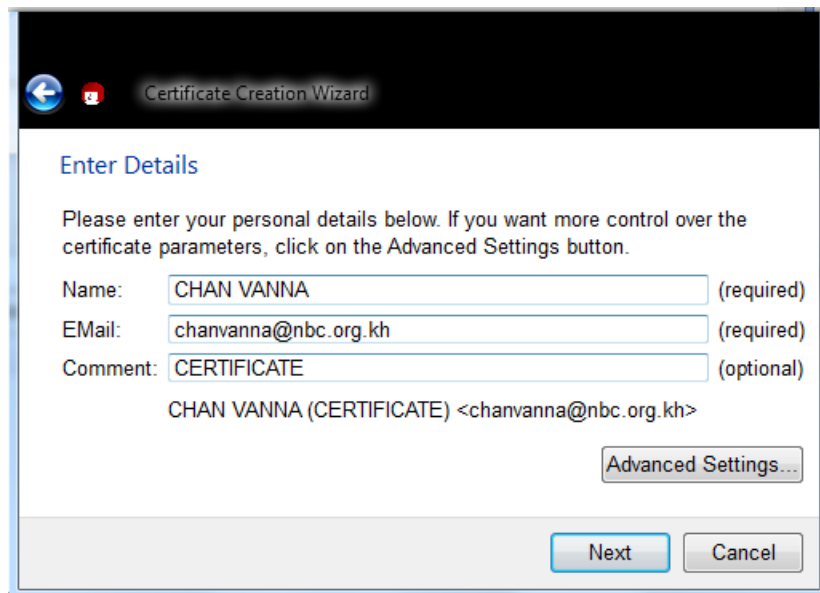 Certificate Creation Wizard
Enter Details
Please enter your personal details below. If you want more control over the
certificate parameters, click on the Advanced Settings button.
Name: CHAN VANNA (required)
EMail: chanvanna@nbc.org.kh (required)
Comment: CERTIFICATE (optional)
CHAN VANNA (CERTIFICATE) <chanvanna@nbc.org.kh>
Advanced Settings...
Next Cancel